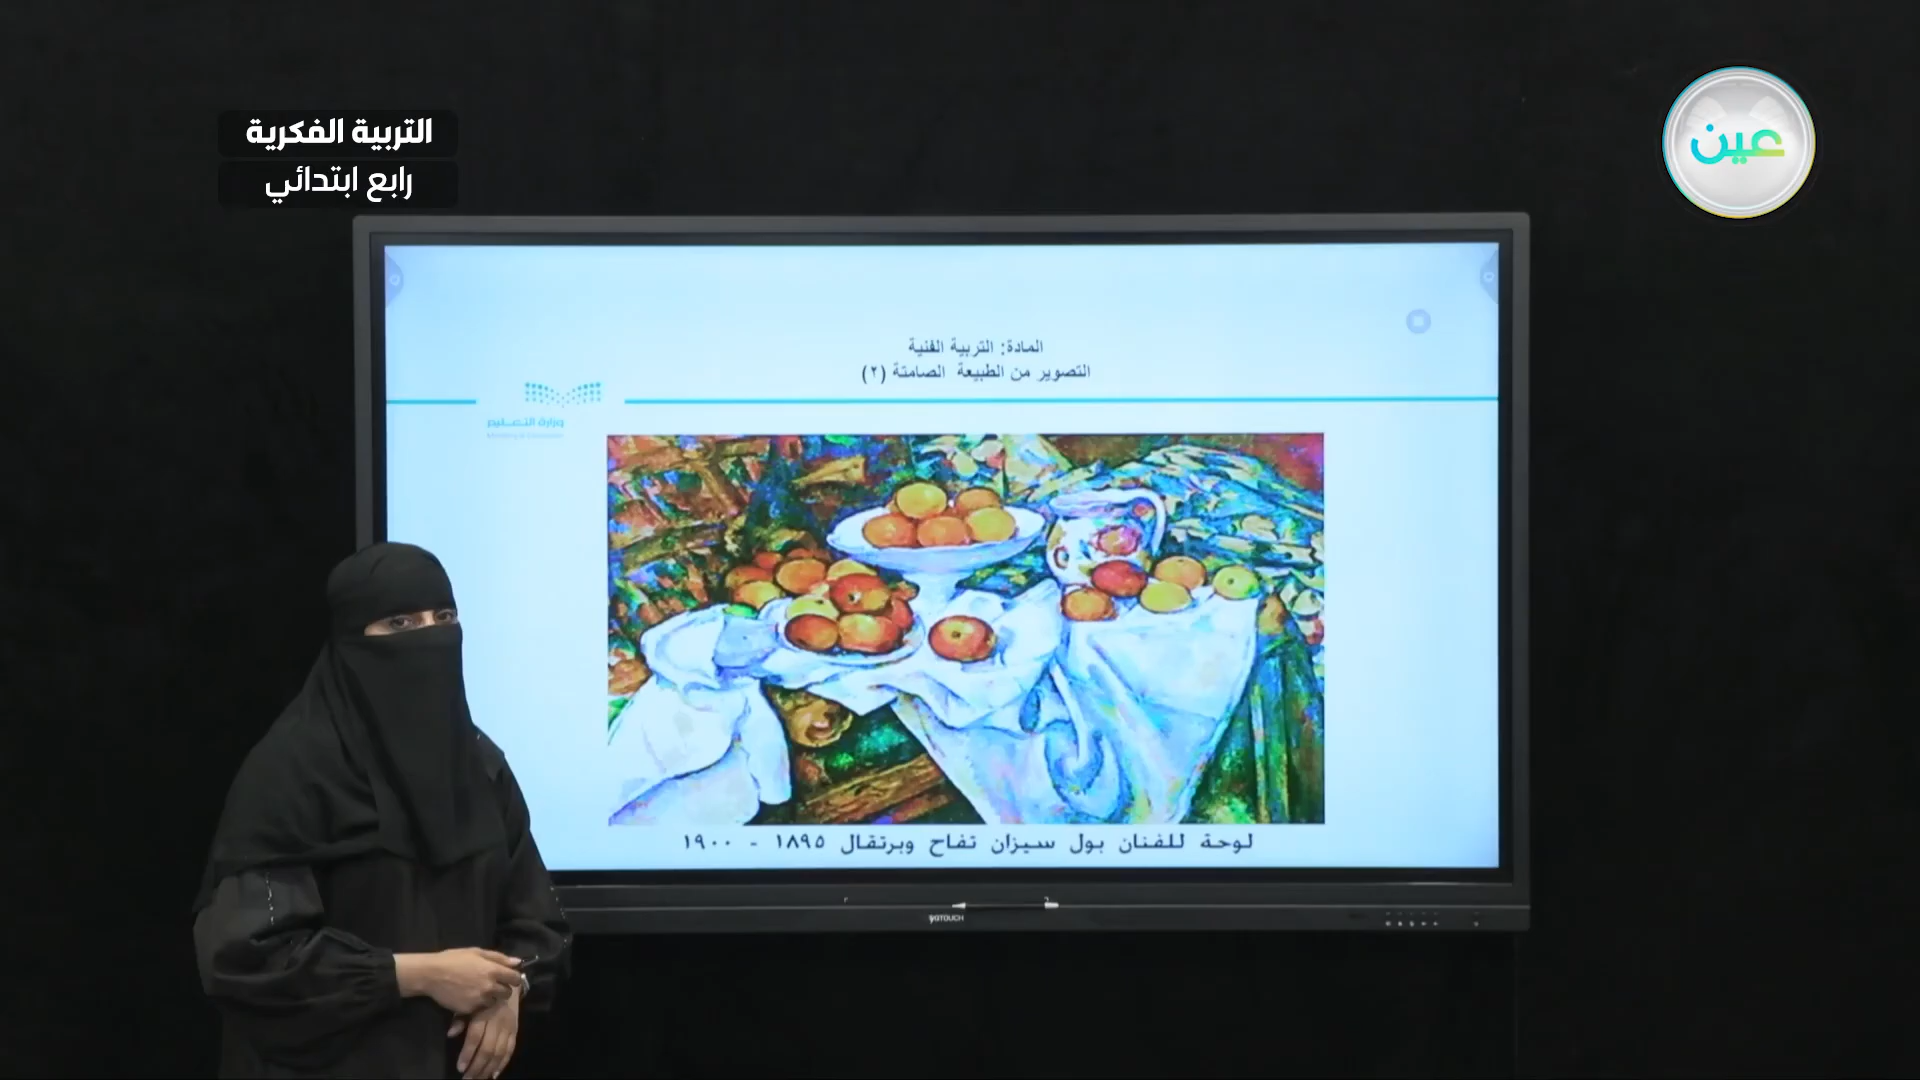 التربية الفكرية
رابع ابتدائي
عين
المادة: التربية الفنية
التصوير من الطبيعة الصامتة (٢)
وزارة التعليم
لوحة للفنان بول سيزان تفاح وبرتقال ١٨٩٥ - ١٩٠٠